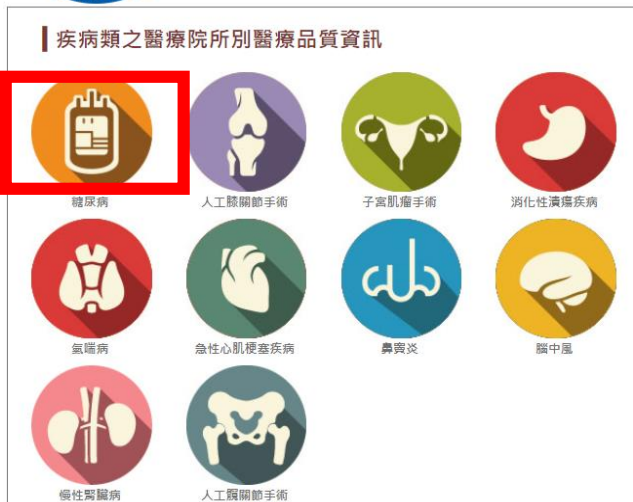 疾病類之醫療院所別醫療品質資訊
糖尿病
人工膝關節手術
子宮肌瘤手術
消化性潰瘍疾病
氣喘病
急性心肌梗塞疾病
鼻竇炎
腦中風
慢性腎臟病
人工髖關節手術